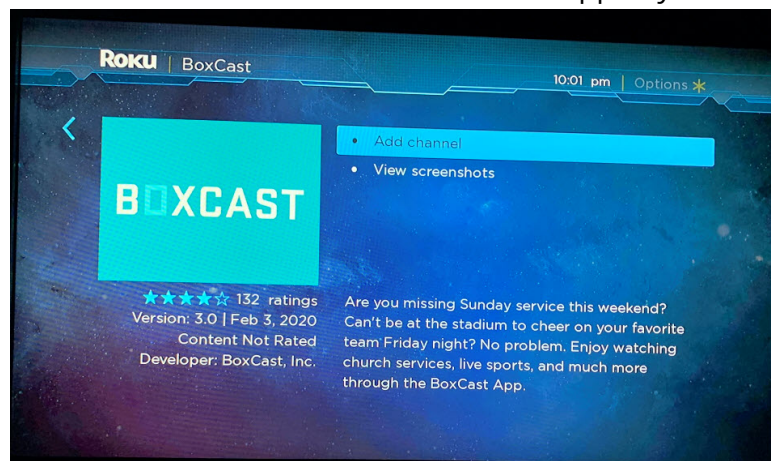 Roku | BoxCast
10:01 pm | Options
Add channel
View screenshots
BOXCAST
132 ratings
Version: 3.0 | Feb 3, 2020
Content Not Rated
Developer: BoxCast, Inc.
Are you missing Sunday service this weekend?
Can't be at the stadium to cheer on your favorite
team Friday night? No problem. Enjoy watching
church services, live sports, and much more
through the BoxCast App.